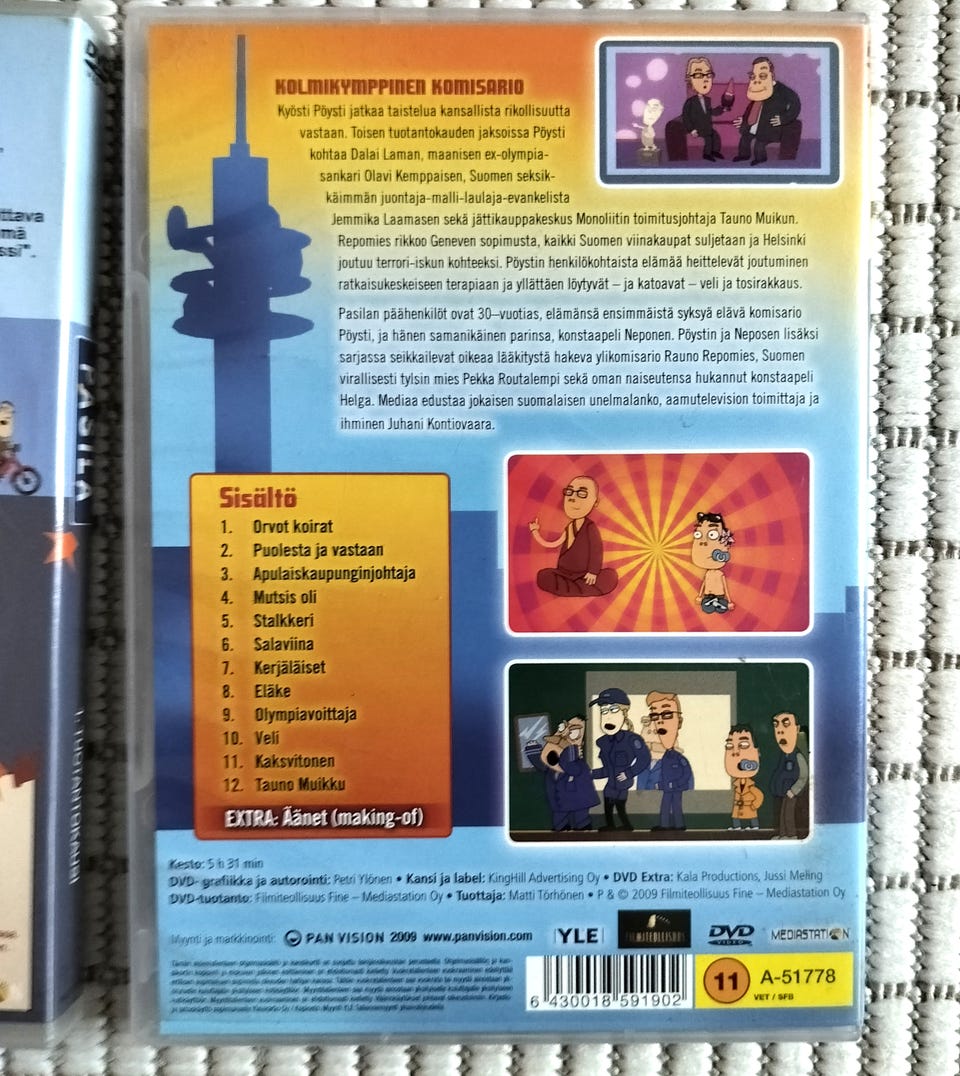 ttava
mä
ssi".
PASILA
KOLMIKYMPPINEN KOMISARIO
Kyösti Pöysti jatkaa taistelua kansallista rikollisuutta
vastaan. Toisen tuotantokauden jaksoissa Pöysti
kohtaa Dalai Laman, maanisen ex-olympia-
sankari Olavi Kemppaisen, Suomen seksik-
käimmän juontaja-malli-laulaja-evankelista
Jemmika Laamasen sekä jättikauppakeskus Monoliitin toimitusjohtaja Tauno Muikun.
Repomies rikkoo Geneven sopimusta, kaikki Suomen viinakaupat suljetaan ja Helsinki
joutuu terrori-iskun kohteeksi. Pöystin henkilökohtaista elämää heittelevät joutuminen
ratkaisukeskeiseen terapiaan ja yllättäen löytyvät – ja katoavat – veli ja tosirakkaus.
Pasilan päähenkilöt ovat 30–vuotias, elämänsä ensimmäistä syksyä elävä komisario
Pöysti, ja hänen samanikäinen parinsa, konstaapeli Neponen. Pöystin ja Neposen lisäksi
sarjassa seikkailevat oikeaa lääkitystä hakeva ylikomisario Rauno Repomies, Suomen
virallisesti tylsin mies Pekka Routalempi sekä oman naiseutensa hukannut konstaapeli
Helga. Mediaa edustaa jokaisen suomalaisen unelmalanko, aamutelevision toimittaja ja
ihminen Juhani Kontiovaara.
Sisältö
1. Orvot koirat
2. Puolesta ja vastaan
3. Apulaiskaupunginjohtaja
4. Mutsis oli
5. Stalkkeri
6. Salaviina
7. Kerjäläiset
8. Eläke
9. Olympiavoittaja
10. Veli
11. Kaksvitonen
12. Tauno Muikku
EXTRA: Äänet (making-of)
Kesto: 5 h 31 min
DVD- grafiikka ja autorointi: Petri Ylönen • Kansi ja label: KingHill Advertising Oy • DVD Extra: Kala Productions, Jussi Meling
DVD-tuotanto: Filmiteollisuus Fine – Mediastation Oy • Tuottaja: Matti Törhönen • P & © 2009 Filmiteollisuus Fine – Mediastation Oy
Myynti ja markkinointi: PAN VISION 2009 www.panvision.com YLE FILMITEOLLISUUS DVD VIDEO MEDIASTATION
6 430018 591902
11 A-51778
VET / SFB